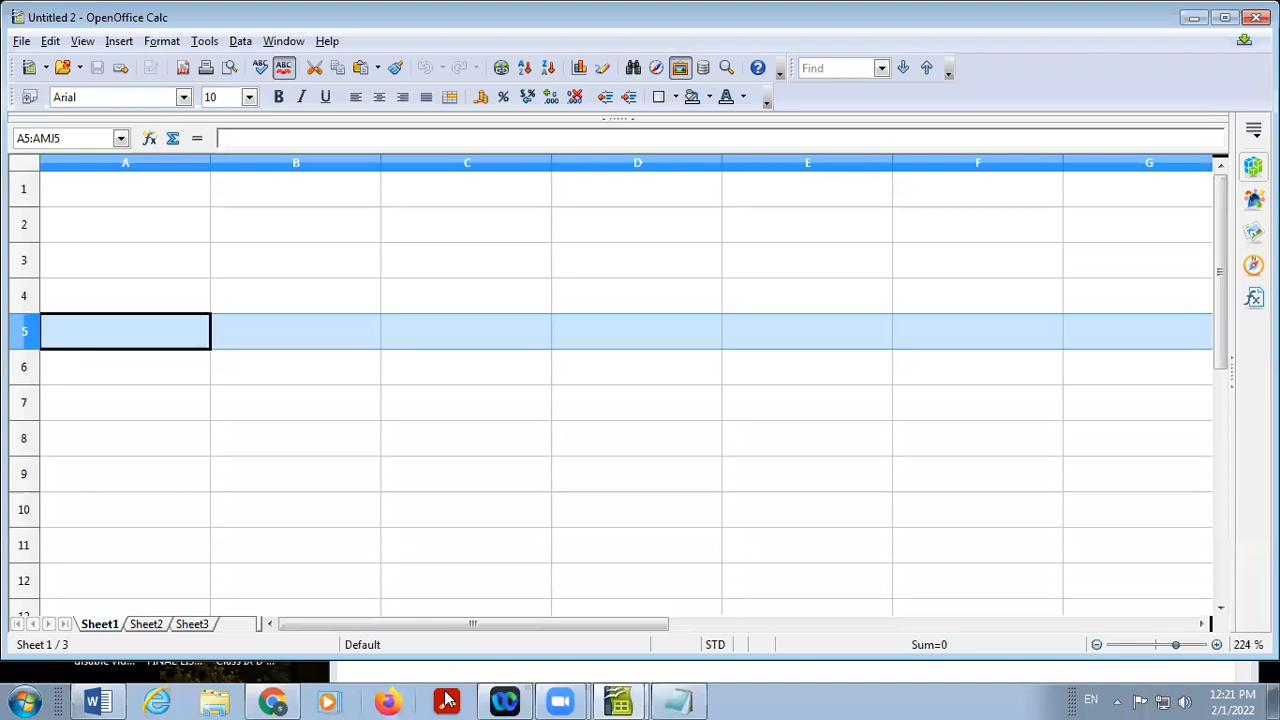 Untitled 2 - OpenOffice Calc
File Edit View Insert Format Tools Data Window Help
ABC ABC Find
Arial 10 B I U A
A5:AMJ5
A B C D E F G
1
2
3
4
5
6
7
8
9
10
11
12
Sheet1 Sheet2 Sheet3
Sheet 1 / 3 Default STD Sum=0 224 %
EN 12:21 PM
2/1/2022